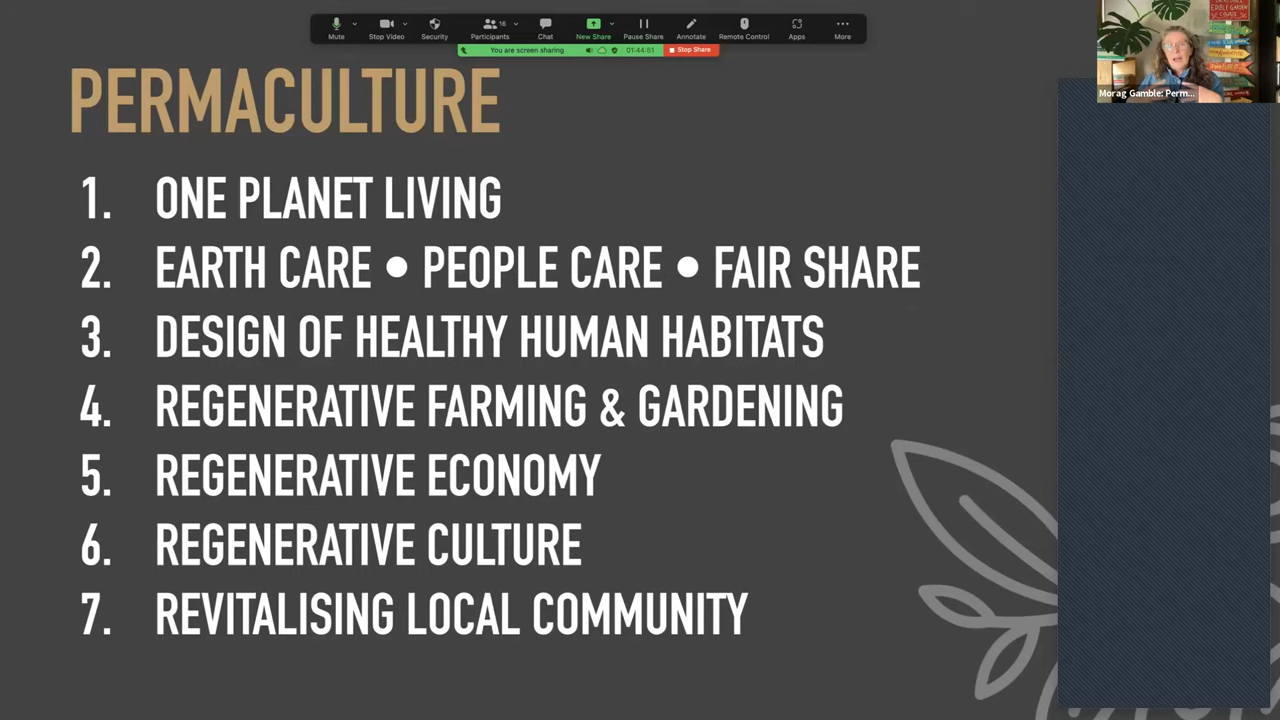 Mute
Stop Video
Security
Participants
16
Chat
New Share
Pause Share
Annotate
Remote Control
Apps
More
You are screen sharing
01:44:51
Stop Share
EDIBLE GARDEN
Morag Gamble: Perm...
PERMACULTURE
1. ONE PLANET LIVING
2. EARTH CARE • PEOPLE CARE • FAIR SHARE
3. DESIGN OF HEALTHY HUMAN HABITATS
4. REGENERATIVE FARMING & GARDENING
5. REGENERATIVE ECONOMY
6. REGENERATIVE CULTURE
7. REVITALISING LOCAL COMMUNITY